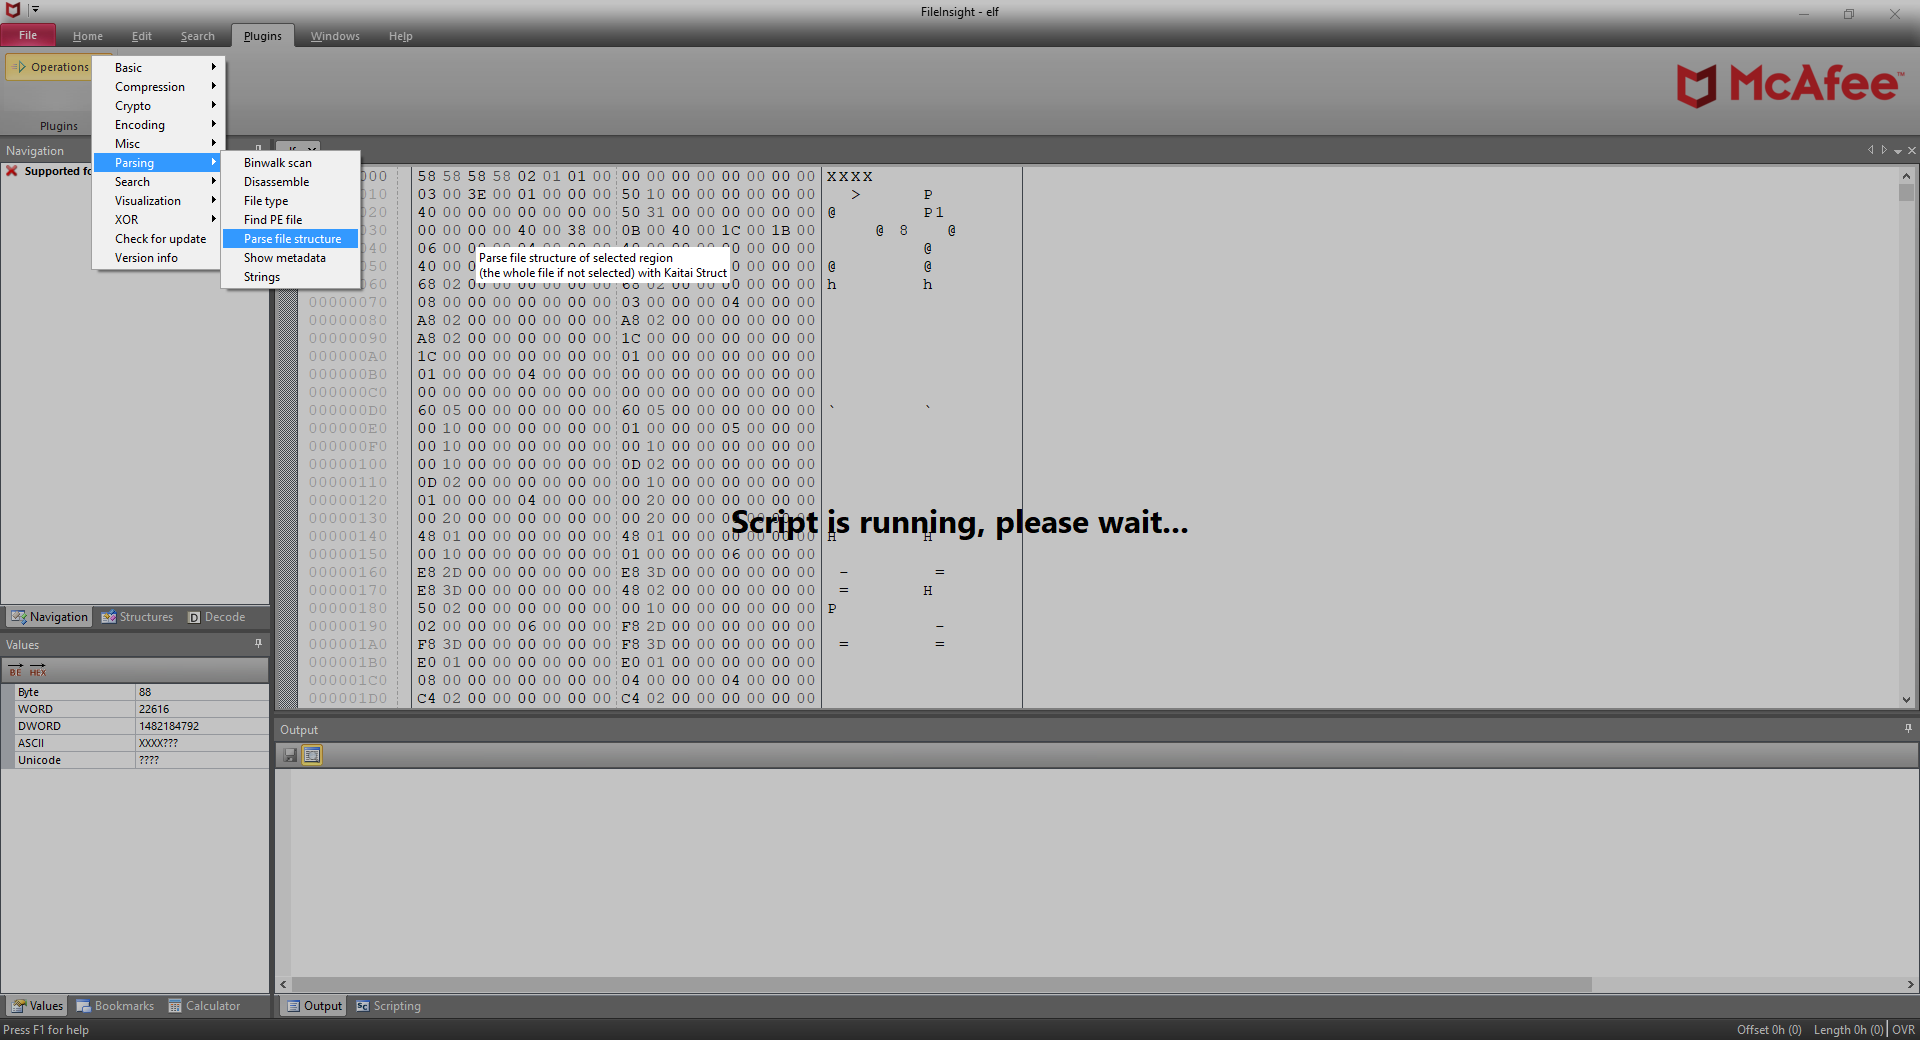 FileInsight - elf
File Home Edit Search Plugins Windows Help
Operations
Plugins
McAfee™
Basic
Compression
Crypto
Encoding
Misc
Parsing
Search
Visualization
XOR
Check for update
Version info
Binwalk scan
Disassemble
File type
Find PE file
Parse file structure
Show metadata
Strings
Parse file structure of selected region
(the whole file if not selected) with Kaitai Struct
Navigation
Supported fo
000 58 58 58 58 02 01 01 00 00 00 00 00 00 00 00 00 XXXX
010 03 00 3E 00 01 00 00 00 50 10 00 00 00 00 00 00 > P
020 40 00 00 00 00 00 00 00 50 31 00 00 00 00 00 00 @ P1
030 00 00 00 00 40 00 38 00 0B 00 40 00 1C 00 1B 00 @ 8 @
040 06 00 00 00 00 00 00 @
050 40 00 00 00 00 00 @ @
060 68 02 00 00 00 00 00 00 68 02 00 00 00 00 00 00 h h
00000070 08 00 00 00 00 00 00 00 03 00 00 00 04 00 00 00
00000080 A8 02 00 00 00 00 00 00 A8 02 00 00 00 00 00 00
00000090 A8 02 00 00 00 00 00 00 1C 00 00 00 00 00 00 00
000000A0 1C 00 00 00 00 00 00 00 01 00 00 00 00 00 00 00
000000B0 01 00 00 00 04 00 00 00 00 00 00 00 00 00 00 00
000000C0 00 00 00 00 00 00 00 00 00 00 00 00 00 00 00 00
000000D0 60 05 00 00 00 00 00 00 60 05 00 00 00 00 00 00 ` `
000000E0 00 10 00 00 00 00 00 00 01 00 00 00 05 00 00 00
000000F0 00 10 00 00 00 00 00 00 00 10 00 00 00 00 00 00
00000100 00 10 00 00 00 00 00 00 0D 02 00 00 00 00 00 00
00000110 0D 02 00 00 00 00 00 00 00 10 00 00 00 00 00 00
00000120 01 00 00 00 04 00 00 00 00 20 00 00 00 00 00 00
00000130 00 20 00 00 00 00 00 00 00 20 00 00
Script is running, please wait...
00000140 48 01 00 00 00 00 00 00 48 01 00 00 00 00 00 00 H H
00000150 00 10 00 00 00 00 00 00 01 00 00 00 06 00 00 00
00000160 E8 2D 00 00 00 00 00 00 E8 3D 00 00 00 00 00 00 - =
00000170 E8 3D 00 00 00 00 00 00 48 02 00 00 00 00 00 00 = H
00000180 50 02 00 00 00 00 00 00 00 10 00 00 00 00 00 00 P
00000190 02 00 00 00 06 00 00 00 F8 2D 00 00 00 00 00 00 -
000001A0 F8 3D 00 00 00 00 00 00 F8 3D 00 00 00 00 00 00 = =
000001B0 E0 01 00 00 00 00 00 00 E0 01 00 00 00 00 00 00
000001C0 08 00 00 00 00 00 00 00 04 00 00 00 04 00 00 00
000001D0 C4 02 00 00 00 00 00 00 C4 02 00 00 00 00 00 00
Navigation Structures Decode
Values
BE HEX
Byte 88
WORD 22616
DWORD 1482184792
ASCII XXXX???
Unicode ????
Output
Values Bookmarks Calculator
Output Scripting
Press F1 for help
Offset 0h (0) Length 0h (0) OVR